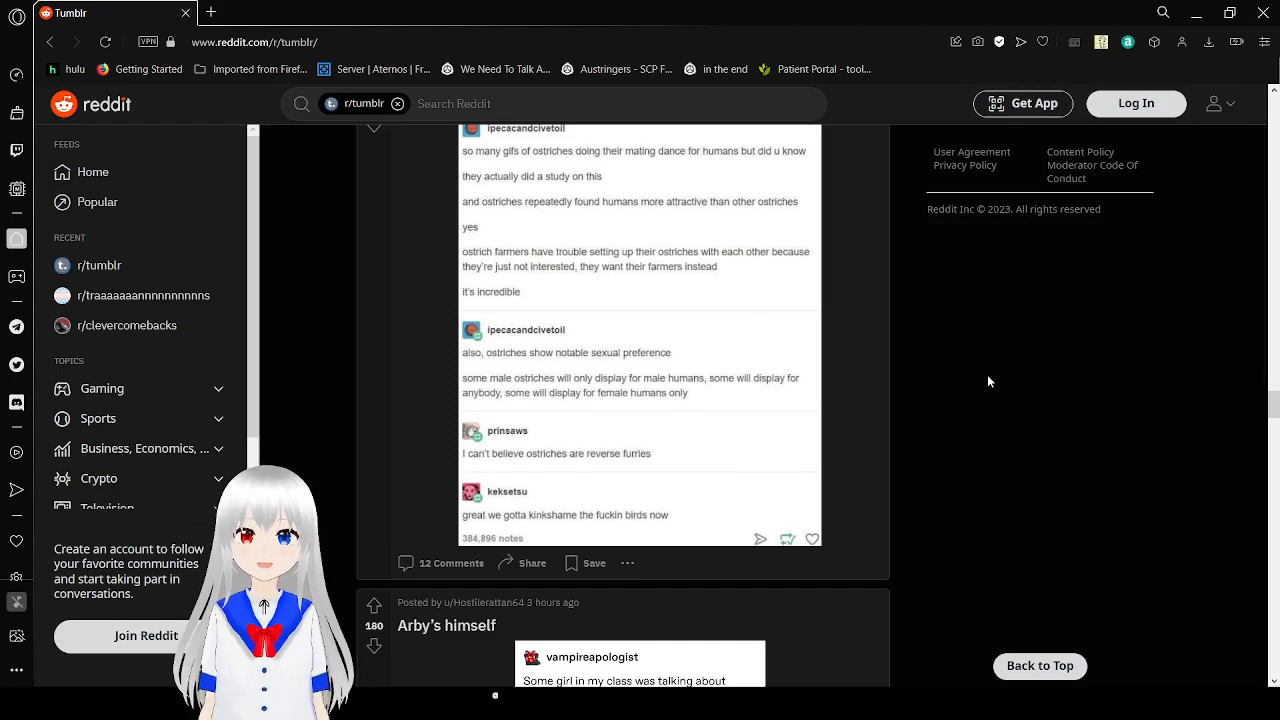 Tumblr
www.reddit.com/r/tumblr/
VPN
hulu
Getting Started
Imported from Firef...
Server | Aternos | Fr...
We Need To Talk A...
Austringers - SCP F...
in the end
Patient Portal - tool...
reddit
r/tumblr
Search Reddit
Get App
Log In
FEEDS
Home
Popular
RECENT
r/tumblr
r/traaaaaaannnnnnnnnns
r/clevercomebacks
TOPICS
Gaming
Sports
Business, Economics, ...
Crypto
Television
Create an account to follow
your favorite communities
and start taking part in
conversations.
Join Reddit
ipecacandcivetoil
so many gifs of ostriches doing their mating dance for humans but did u know
they actually did a study on this
and ostriches repeatedly found humans more attractive than other ostriches
yes
ostrich farmers have trouble setting up their ostriches with each other because
they're just not interested, they want their farmers instead
it's incredible
ipecacandcivetoil
also, ostriches show notable sexual preference
some male ostriches will only display for male humans, some will display for
anybody, some will display for female humans only
prinsaws
I can't believe ostriches are reverse furries
keksetsu
great we gotta kinkshame the fuckin birds now
384,896 notes
12 Comments
Share
Save
Posted by u/Hostilerattan64 3 hours ago
180
Arby's himself
vampireapologist
Some girl in my class was talking about
User Agreement
Privacy Policy
Content Policy
Moderator Code Of
Conduct
Reddit Inc © 2023. All rights reserved
Back to Top